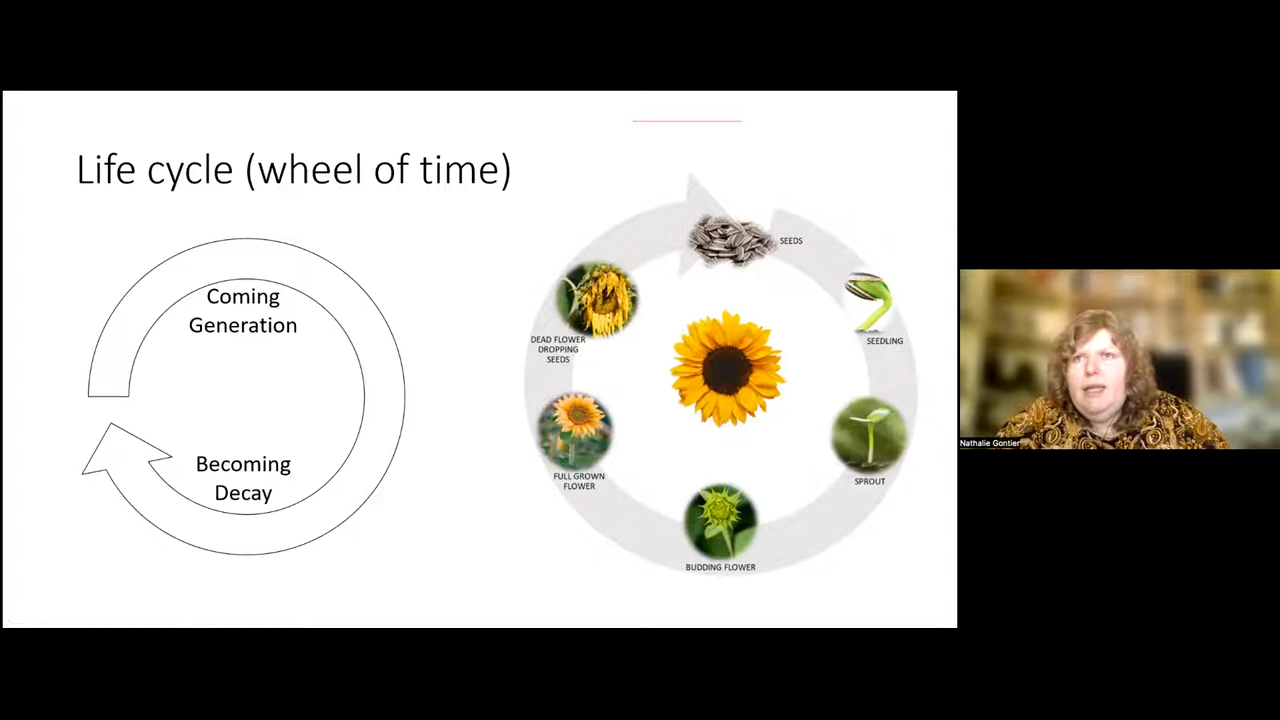 Life cycle (wheel of time)
Coming
Generation
Becoming
Decay
SEEDS
SEEDLING
SPROUT
BUDDING FLOWER
FULL GROWN
FLOWER
DEAD FLOWER
DROPPING
SEEDS
Nathalie Gontier